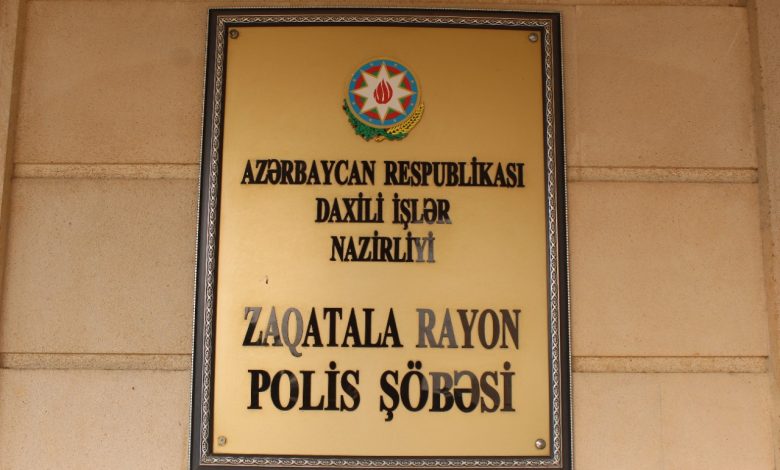 AZƏRBAYCAN RESPUBLİKASI
DAXİLİ İŞLƏR
NAZİRLİYİ
ZAQATALA RAYON
POLİS ŞÖBƏSİ